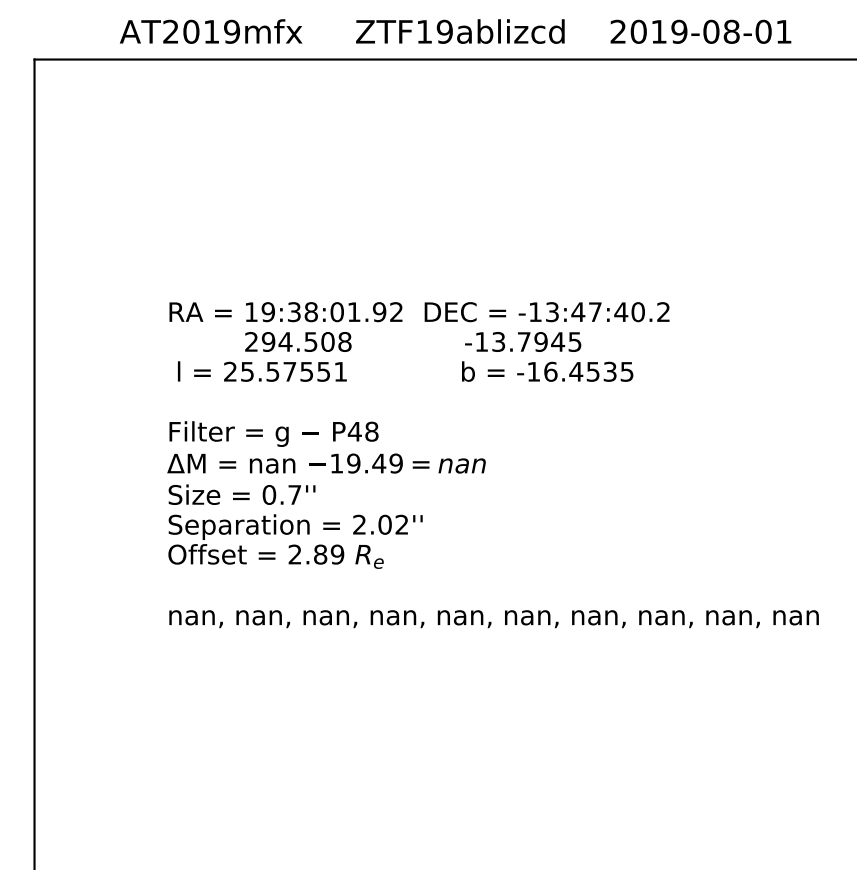 AT2019mfx ZTF19ablizcd 2019-08-01
RA = 19:38:01.92 DEC = -13:47:40.2
294.508 -13.7945
l = 25.57551 b = -16.4535
Filter = g − P48
ΔM = nan −19.49 = nan
Size = 0.7''
Separation = 2.02''
Offset = 2.89 Re
nan, nan, nan, nan, nan, nan, nan, nan, nan, nan